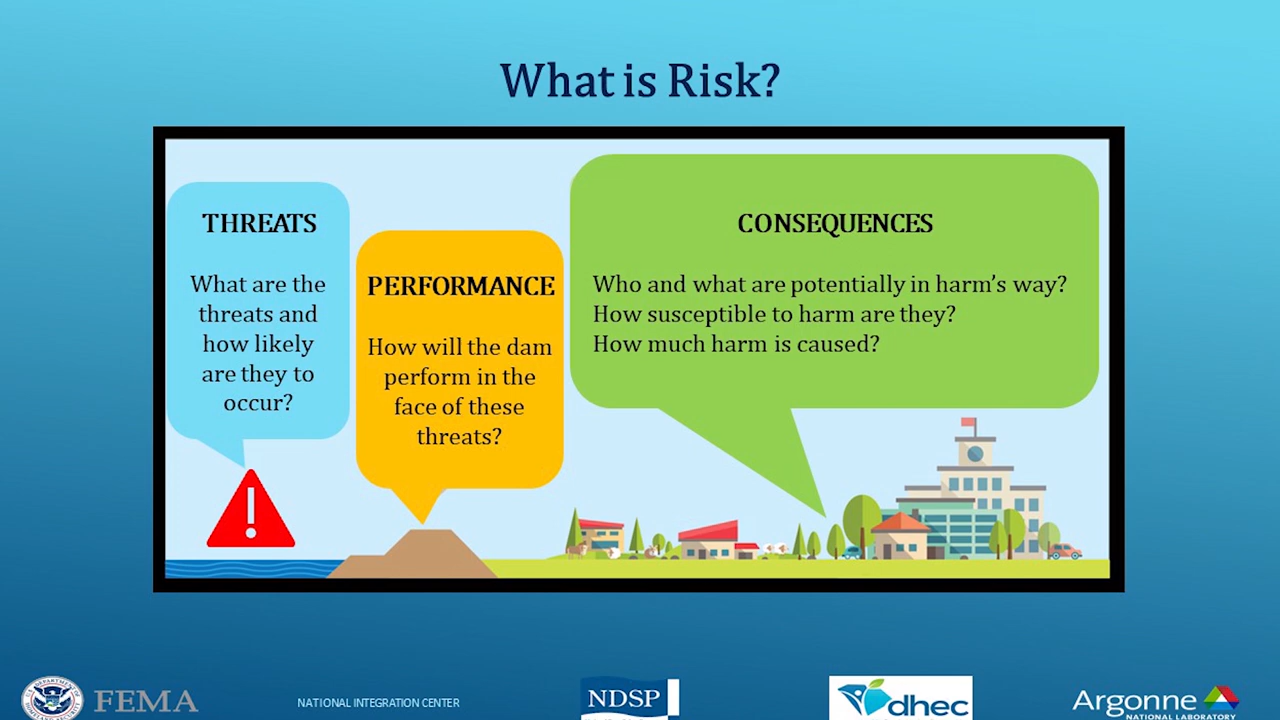 What is Risk?
THREATS
What are the
threats and
how likely
are they to
occur?
PERFORMANCE
How will the dam
perform in the
face of these
threats?
CONSEQUENCES
Who and what are potentially in harm’s way?
How susceptible to harm are they?
How much harm is caused?
FEMA
NATIONAL INTEGRATION CENTER
NDSP
dhec
Argonne
NATIONAL LABORATORY